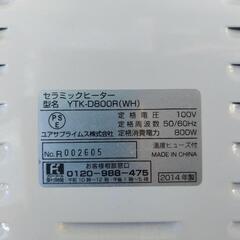 セラミックヒーター
型名 YTK-D800R(WH)
PSE
定格電圧 100V
定格周波数 50/60Hz
定格消費電力 800W
ユアサプライムス株式会社
温度ヒューズ付
No.R 002605
MADE IN CHINA
お客様相談窓口
0120-988-475
2014年製